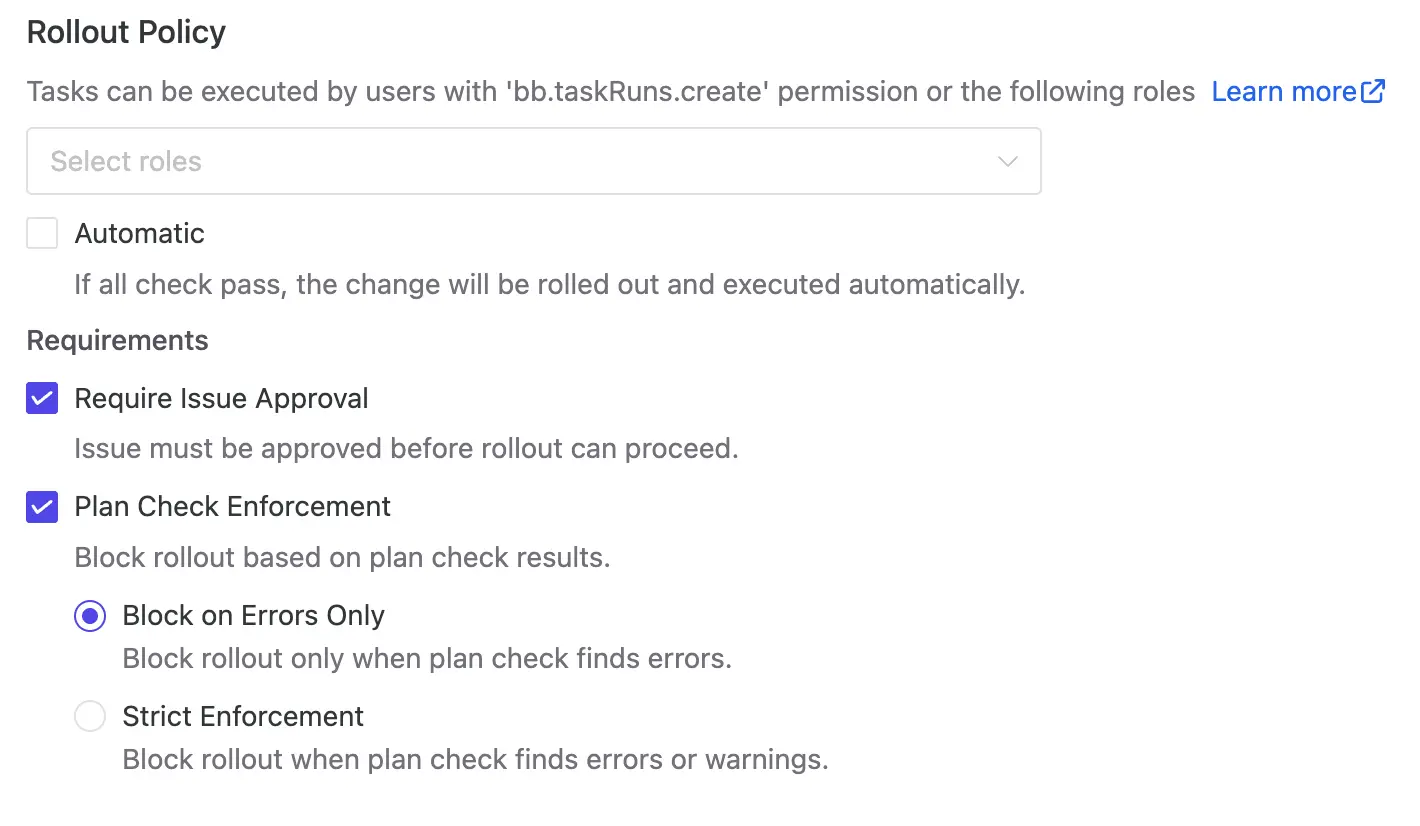 Rollout Policy
Tasks can be executed by users with 'bb.taskRuns.create' permission or the following roles Learn more
Select roles
Automatic
If all check pass, the change will be rolled out and executed automatically.
Requirements
Require Issue Approval
Issue must be approved before rollout can proceed.
Plan Check Enforcement
Block rollout based on plan check results.
Block on Errors Only
Block rollout only when plan check finds errors.
Strict Enforcement
Block rollout when plan check finds errors or warnings.